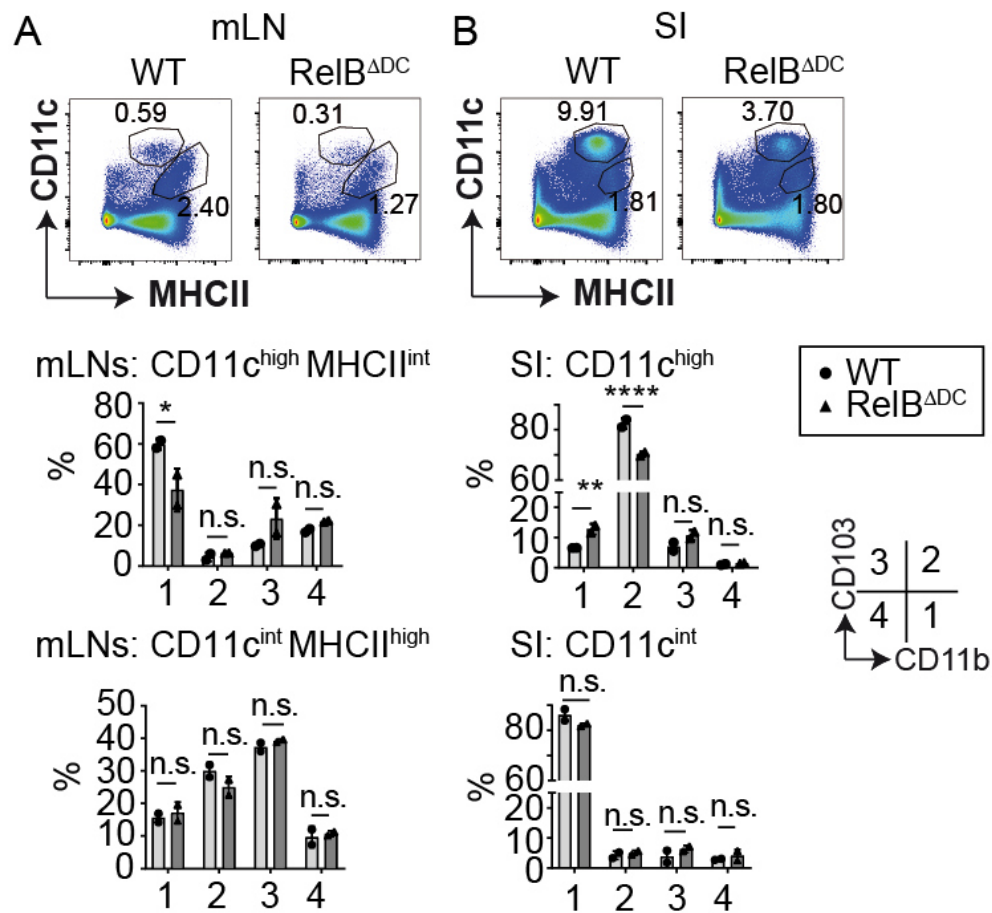 A
mLN
WT
RelB^ΔDC
0.59
0.31
2.40
1.27
CD11c
MHCII
B
SI
WT
RelB^ΔDC
9.91
3.70
1.81
1.80
CD11c
MHCII
mLNs: CD11c^high MHCII^int
80
60
40
20
0
%
*
n.s.
n.s.
n.s.
1 2 3 4
SI: CD11c^high
80
60
20
10
0
%
**
****
n.s.
n.s.
1 2 3 4
WT
RelB^ΔDC
CD103
3 2
4 1
CD11b
mLNs: CD11c^int MHCII^high
50
40
30
20
10
0
%
n.s.
n.s.
n.s.
n.s.
1 2 3 4
SI: CD11c^int
80
60
20
10
0
%
n.s.
n.s.
n.s.
n.s.
1 2 3 4